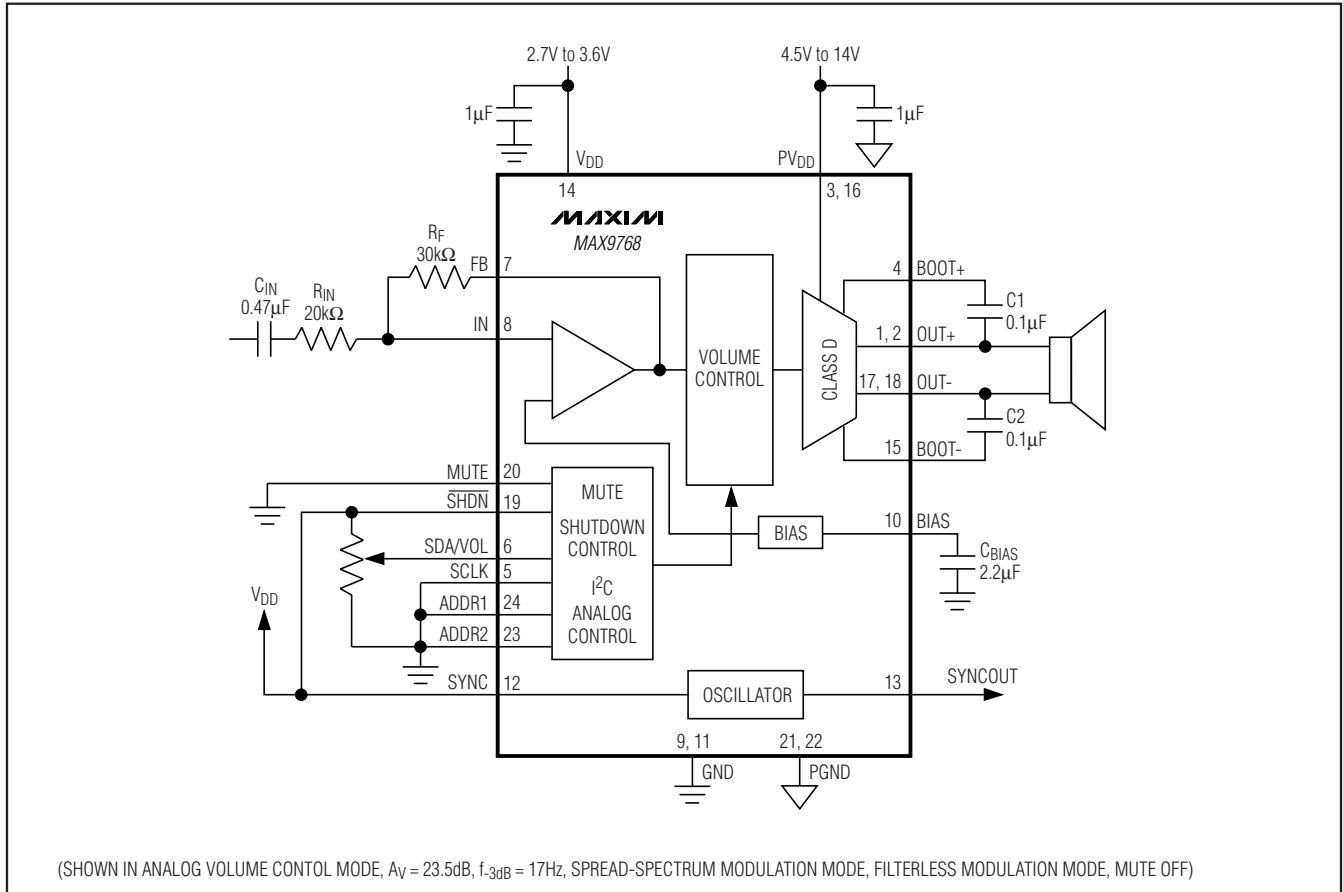 2.7V to 3.6V
4.5V to 14V
1µF
1µF
VDD
PVDD
14
3, 16
MAXIM
MAX9768
RF
30kΩ
FB
7
CIN
0.47µF
RIN
20kΩ
IN
8
VOLUME
CONTROL
CLASS D
4
BOOT+
C1
0.1µF
1, 2
OUT+
17, 18
OUT-
C2
0.1µF
15
BOOT-
MUTE
20
SHDN
19
SDA/VOL
6
SCLK
5
ADDR1
24
ADDR2
23
MUTE
SHUTDOWN
CONTROL
I2C
ANALOG
CONTROL
BIAS
10
BIAS
CBIAS
2.2µF
VDD
SYNC
12
OSCILLATOR
13
SYNCOUT
9, 11
GND
21, 22
PGND
(SHOWN IN ANALOG VOLUME CONTOL MODE, AV = 23.5dB, f-3dB = 17Hz, SPREAD-SPECTRUM MODULATION MODE, FILTERLESS MODULATION MODE, MUTE OFF)